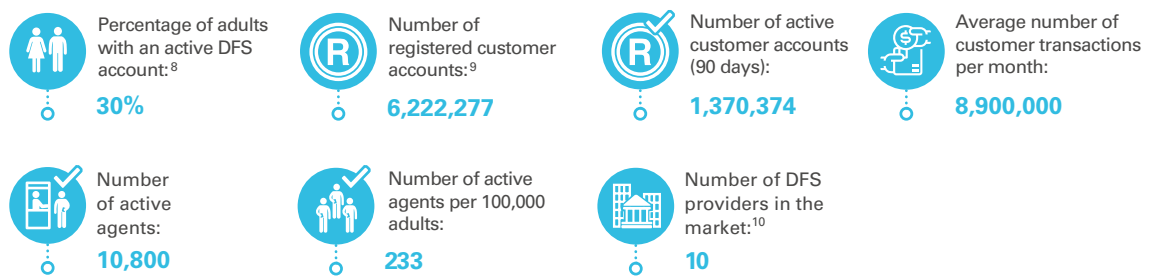 Percentage of adults
with an active DFS
account:8
30%
Number of
registered customer
accounts:9
6,222,277
Number of active
customer accounts
(90 days):
1,370,374
Average number of
customer transactions
per month:
8,900,000
Number
of active
agents:
10,800
Number of active
agents per 100,000
adults:
233
Number of DFS
providers in the
market:10
10
R
R
$